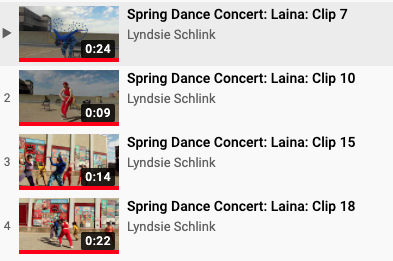 Spring Dance Concert: Laina: Clip 7
Lyndsie Schlink
0:24
2
Spring Dance Concert: Laina: Clip 10
Lyndsie Schlink
0:09
3
Spring Dance Concert: Laina: Clip 15
Lyndsie Schlink
0:14
4
Spring Dance Concert: Laina: Clip 18
Lyndsie Schlink
0:22